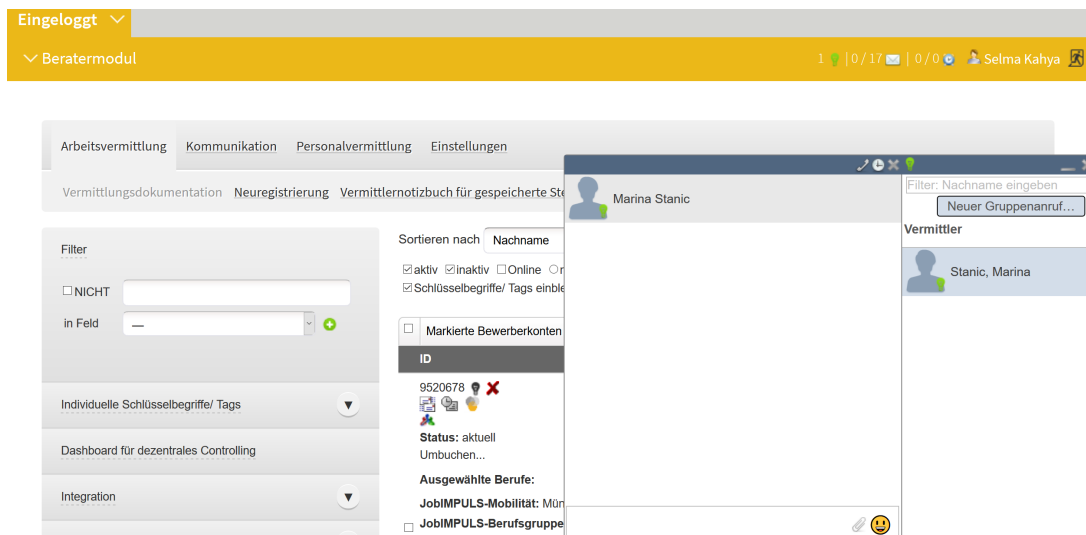 Eingeloggt
Beratermodul
1 | 0/17 | 0/0 Selma Kahya
Arbeitsvermittlung Kommunikation Personalvermittlung Einstellungen
Vermittlungsdokumentation Neuregistrierung Vermittlernotizbuch für gespeicherte Ste
Marina Stanic
Filter: Nachname eingeben
Neuer Gruppenanruf...
Vermittler
Stanic, Marina
Filter
NICHT
in Feld —
Individuelle Schlüsselbegriffe/ Tags
Dashboard für dezentrales Controlling
Integration
Sortieren nach Nachname
aktiv inaktiv Online
Schlüsselbegriffe/ Tags einble
Markierte Bewerberkonten
ID
9520678
Status: aktuell
Umbuchen...
Ausgewählte Berufe:
JobIMPULS-Mobilität: Mün
JobIMPULS-Berufsgruppe